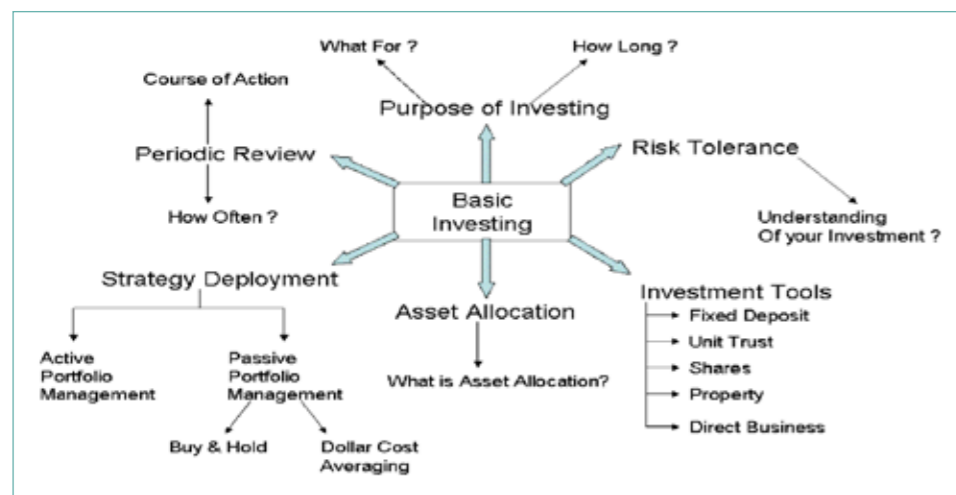 What For ?
How Long ?
Course of Action
Purpose of Investing
Periodic Review
Risk Tolerance
Basic
Investing
How Often ?
Understanding
Of your Investment ?
Strategy Deployment
Asset Allocation
Investment Tools
Fixed Deposit
Unit Trust
Shares
Property
Direct Business
Active
Portfolio
Management
Passive
Portfolio
Management
What is Asset Allocation?
Buy & Hold
Dollar Cost
Averaging